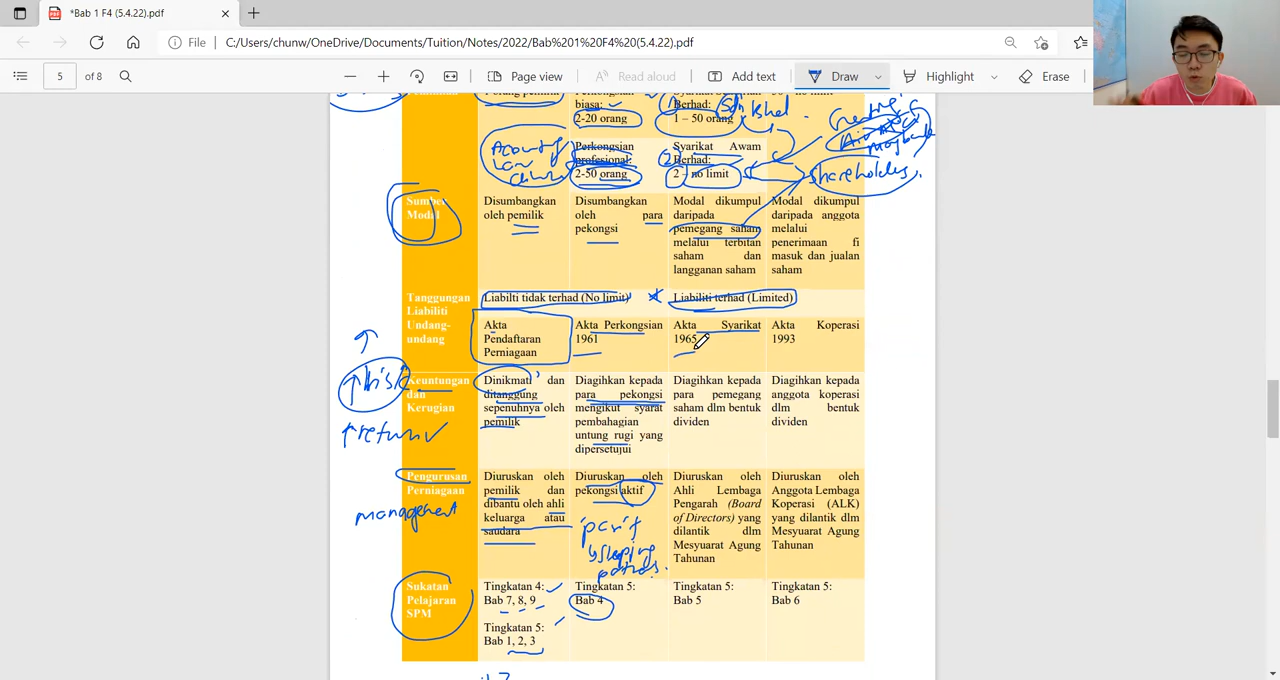 *Bab 1 F4 (5.4.22).pdf
File C:/Users/chunw/OneDrive/Documents/Tuition/Notes/2022/Bab%201%20F4%20(5.4.22).pdf
5 of 8 Page view Read aloud Add text Draw Highlight Erase
biasa:
2-20 orang
Berhad:
1 – 50 orang
Sdn Bhd.
Perkongsian
profesional:
2-50 orang
Syarikat Awam
Berhad:
2 – no limit
shareholders.
Sumber
Modal
Disumbangkan
oleh pemilik
Disumbangkan
oleh para
pekongsi
Modal dikumpul
daripada
pemegang saham
melalui terbitan
saham dan
langganan saham
Modal dikumpul
daripada anggota
melalui
penerimaan fi
masuk dan jualan
saham
Tanggungan
Liabiliti
Liabilti tidak terhad (No limit)
Liabiliti terhad (Limited)
Undang-
undang
Akta
Pendaftaran
Perniagaan
Akta Perkongsian
1961
Akta Syarikat
1965
Akta Koperasi
1993
Keuntungan
dan
Kerugian
Dinikmati dan
ditanggung
sepenuhnya oleh
pemilik
Diagihkan kepada
para pekongsi
mengikut syarat
pembahagian
untung rugi yang
dipersetujui
Diagihkan kepada
para pemegang
saham dlm bentuk
dividen
Diagihkan kepada
anggota koperasi
dlm bentuk
dividen
↑ risk
↑ return
Pengurusan
Perniagaan
management
Diuruskan oleh
pemilik dan
dibantu oleh ahli
keluarga atau
saudara
Diuruskan oleh
pekongsi aktif
Diuruskan oleh
Ahli Lembaga
Pengarah (Board
of Directors) yang
dilantik dlm
Mesyuarat Agung
Tahunan
Diuruskan oleh
Anggota Lembaga
Koperasi (ALK)
yang dilantik dlm
Mesyuarat Agung
Tahunan
Sukatan
Pelajaran
SPM
Tingkatan 4:
Bab 7, 8, 9
Tingkatan 5:
Bab 1, 2, 3
Tingkatan 5:
Bab 4
Tingkatan 5:
Bab 5
Tingkatan 5:
Bab 6